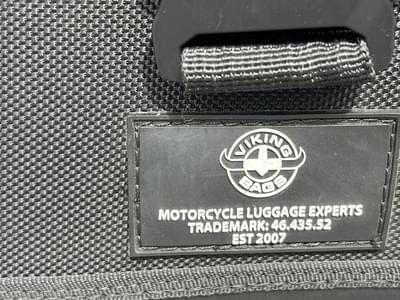 VIKING
BAGS
MOTORCYCLE LUGGAGE EXPERTS
TRADEMARK: 46.435.52
EST 2007